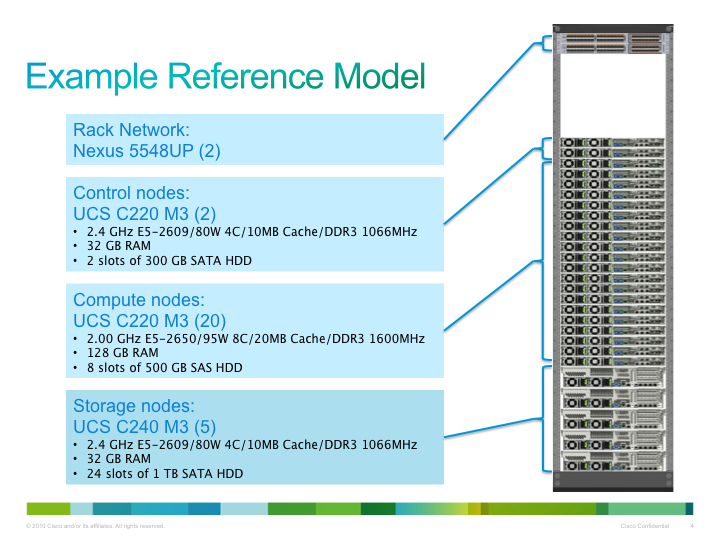 Example Reference Model
Rack Network:
Nexus 5548UP (2)
Control nodes:
UCS C220 M3 (2)
• 2.4 GHz E5-2609/80W 4C/10MB Cache/DDR3 1066MHz
• 32 GB RAM
• 2 slots of 300 GB SATA HDD
Compute nodes:
UCS C220 M3 (20)
• 2.00 GHz E5-2650/95W 8C/20MB Cache/DDR3 1600MHz
• 128 GB RAM
• 8 slots of 500 GB SAS HDD
Storage nodes:
UCS C240 M3 (5)
• 2.4 GHz E5-2609/80W 4C/10MB Cache/DDR3 1066MHz
• 32 GB RAM
• 24 slots of 1 TB SATA HDD
© 2010 Cisco and/or its affiliates. All rights reserved.
Cisco Confidential
4